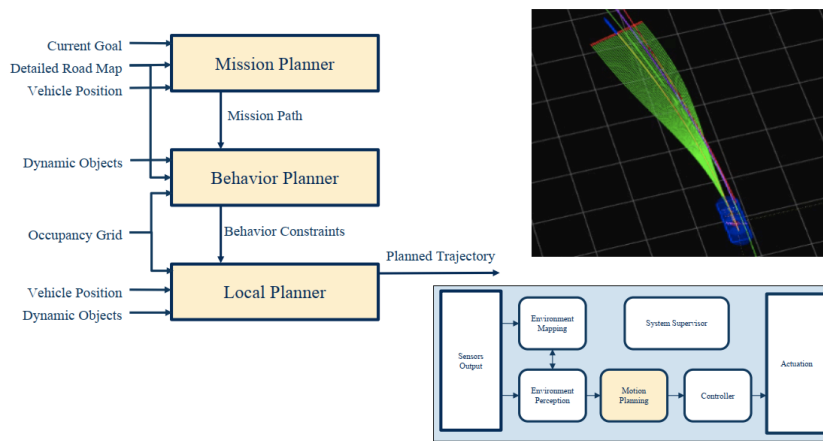 Current Goal
Detailed Road Map
Vehicle Position
Mission Planner
Mission Path
Dynamic Objects
Behavior Planner
Occupancy Grid
Behavior Constraints
Planned Trajectory
Local Planner
Vehicle Position
Dynamic Objects
Sensors
Output
Environment
Mapping
System Supervisor
Environment
Perception
Motion
Planning
Controller
Actuation